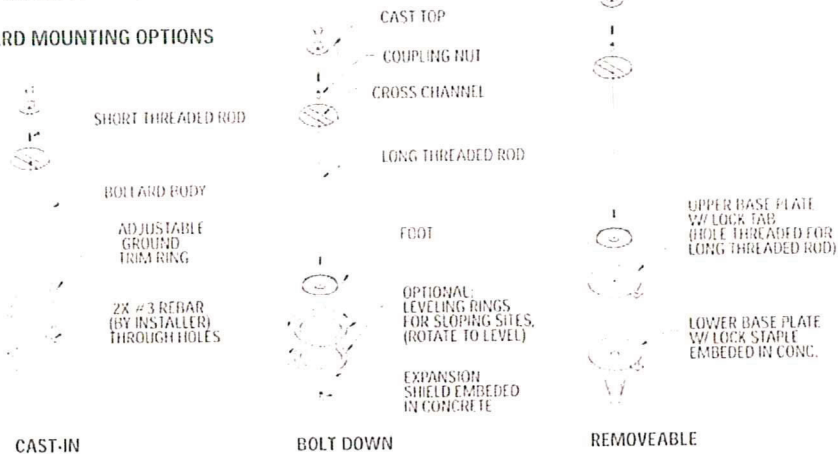 RD MOUNTING OPTIONS
SHORT THREADED ROD
BOLLARD BODY
ADJUSTABLE
GROUND
TRIM RING
2X #3 REBAR
(BY INSTALLER)
THROUGH HOLES
CAST-IN
CAST TOP
COUPLING NUT
CROSS CHANNEL
LONG THREADED ROD
FOOT
OPTIONAL:
LEVELING RINGS
FOR SLOPING SITES,
(ROTATE TO LEVEL)
EXPANSION
SHIELD EMBEDED
IN CONCRETE
BOLT DOWN
UPPER BASE PLATE
W/ LOCK TAB
(HOLE THREADED FOR
LONG THREADED ROD)
LOWER BASE PLATE
W/ LOCK STAPLE
EMBEDED IN CONC.
REMOVEABLE